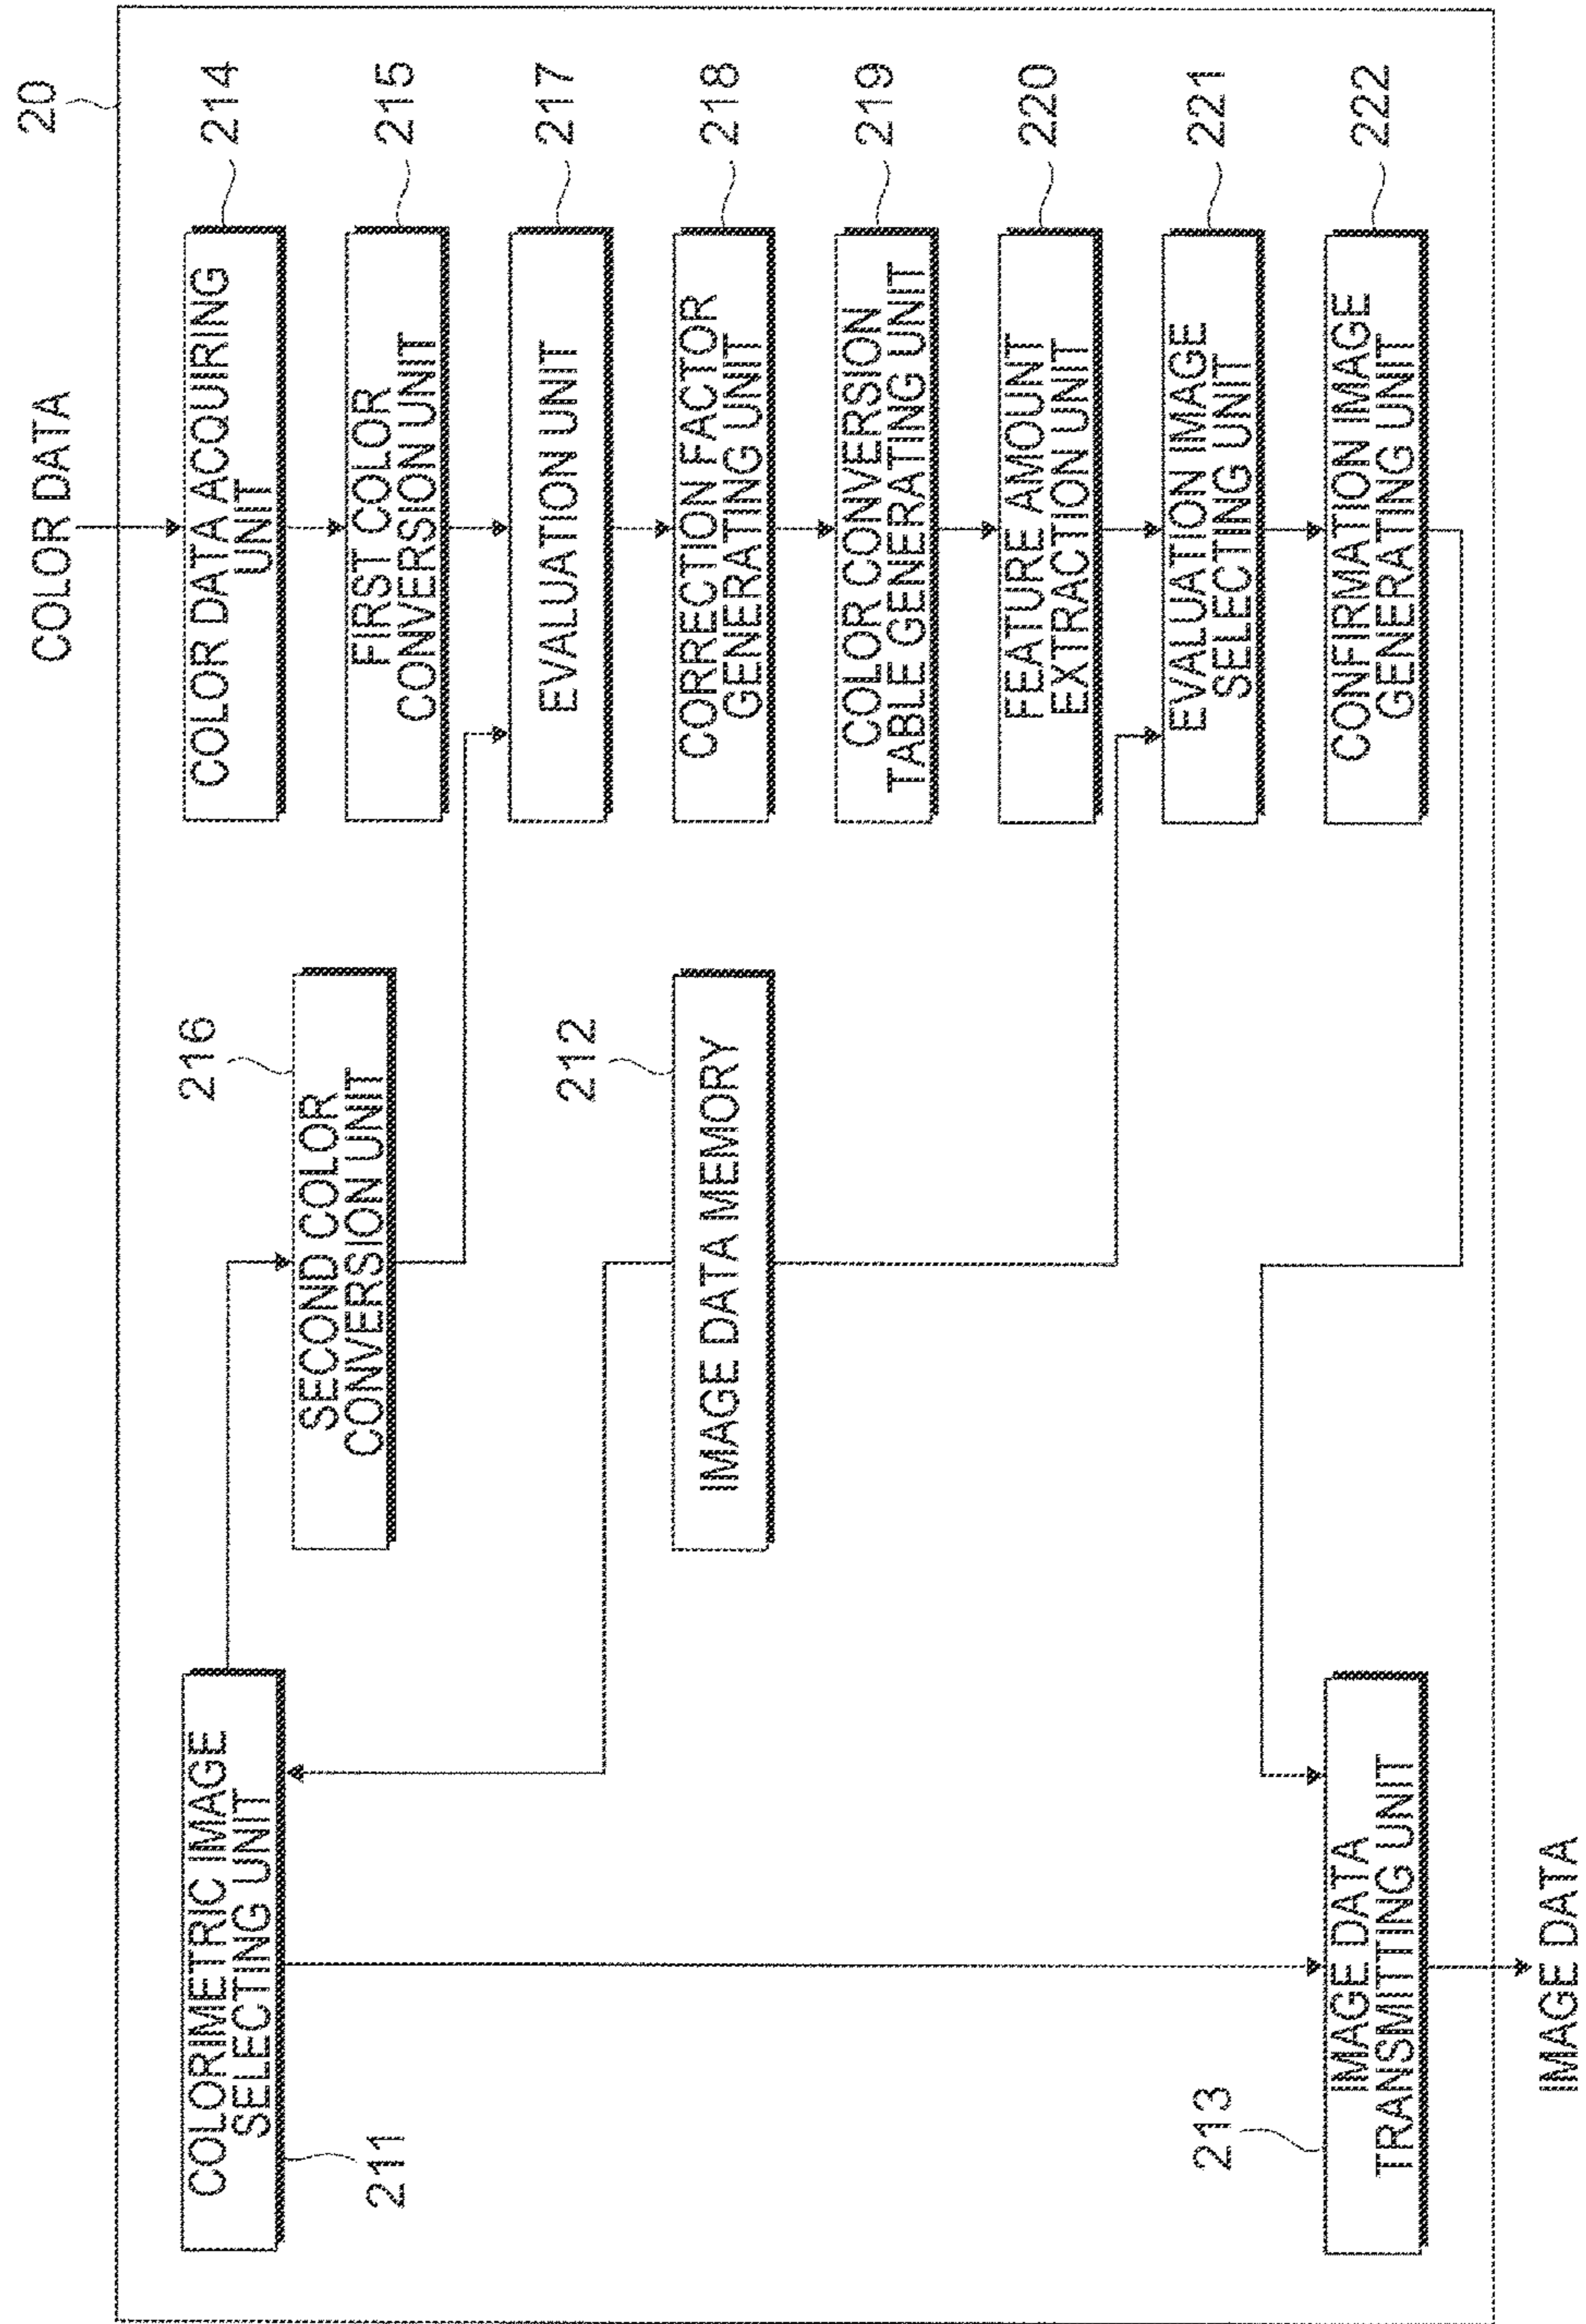 20
COLOR DATA
214
COLOR DATA ACQUIRING
UNIT
215
FIRST COLOR
CONVERSION UNIT
217
EVALUATION UNIT
218
CORRECTION FACTOR
GENERATING UNIT
219
COLOR CONVERSION
TABLE GENERATING UNIT
220
FEATURE AMOUNT
EXTRACTION UNIT
221
EVALUATION IMAGE
SELECTING UNIT
222
CONFIRMATION IMAGE
GENERATING UNIT
216
SECOND COLOR
CONVERSION UNIT
212
IMAGE DATA MEMORY
COLORIMETRIC IMAGE
SELECTING UNIT
211
213
IMAGE DATA
TRANSMITTING UNIT
IMAGE DATA